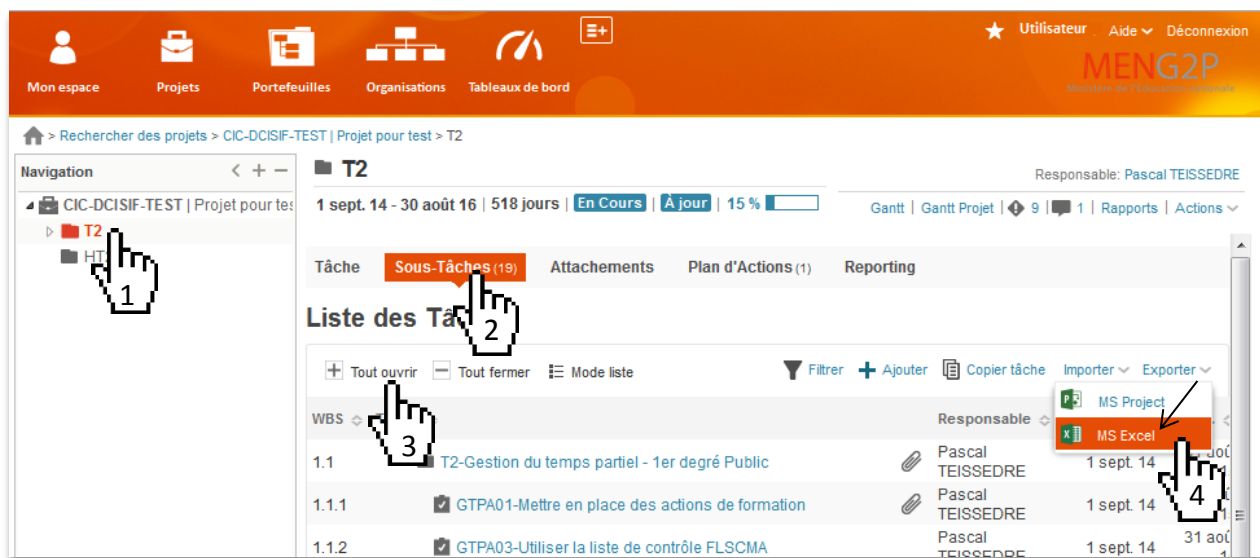 Utilisateur Aide Déconnexion
MENG2P
Ministère de l'Education nationale
Mon espace Projets Portefeuilles Organisations Tableaux de bord
> Rechercher des projets > CIC-DCISIF-TEST | Projet pour test > T2
Navigation < + −
T2
Responsable: Pascal TEISSEDRE
CIC-DCISIF-TEST | Projet pour tes
1 sept. 14 - 30 août 16 | 518 jours | En Cours | À jour | 15 %
Gantt | Gantt Projet | 9 | 1 | Rapports | Actions
T2
HT2
1
Tâche Sous-Tâches (19) Attachements Plan d'Actions (1) Reporting
2
Liste des
Tout ouvrir Tout fermer Mode liste Filtrer Ajouter Copier tâche Importer Exporter
MS Project
WBS Responsable
MS Excel
3
4
1.1 T2-Gestion du temps partiel - 1er degré Public Pascal TEISSEDRE 1 sept. 14
1.1.1 GTPA01-Mettre en place des actions de formation Pascal TEISSEDRE 1 sept. 14
1.1.2 GTPA03-Utiliser la liste de contrôle FLSCMA Pascal TEISSEDRE 1 sept. 14 31 aoû